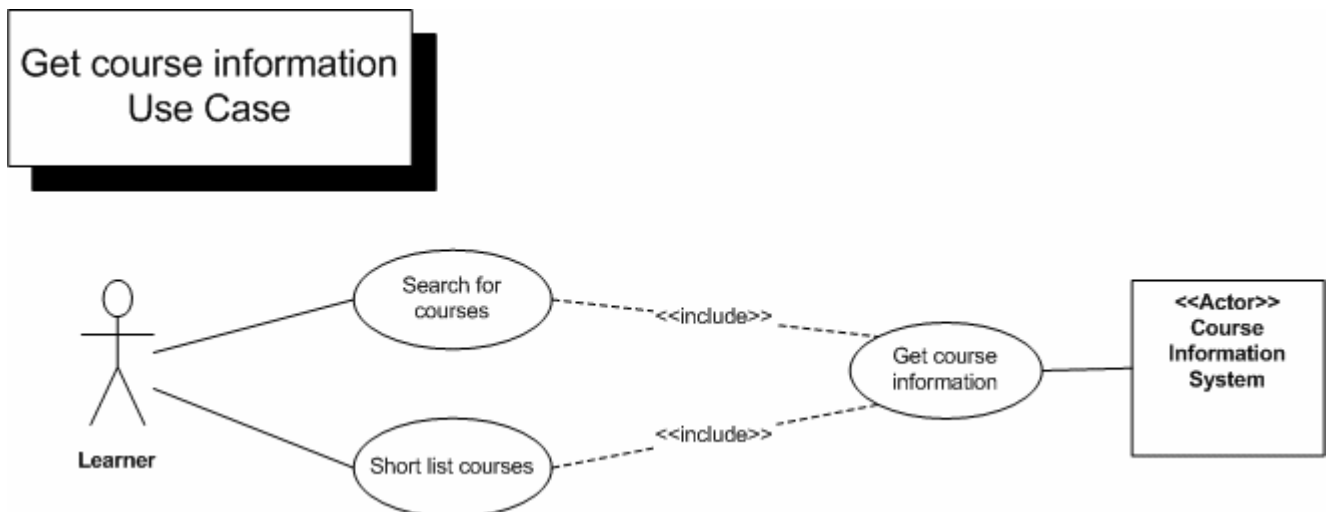 Get course information
Use Case
Search for
courses
<<include>>
<<Actor>>
Course
Information
System
Get course
information
<<include>>
Learner
Short list courses